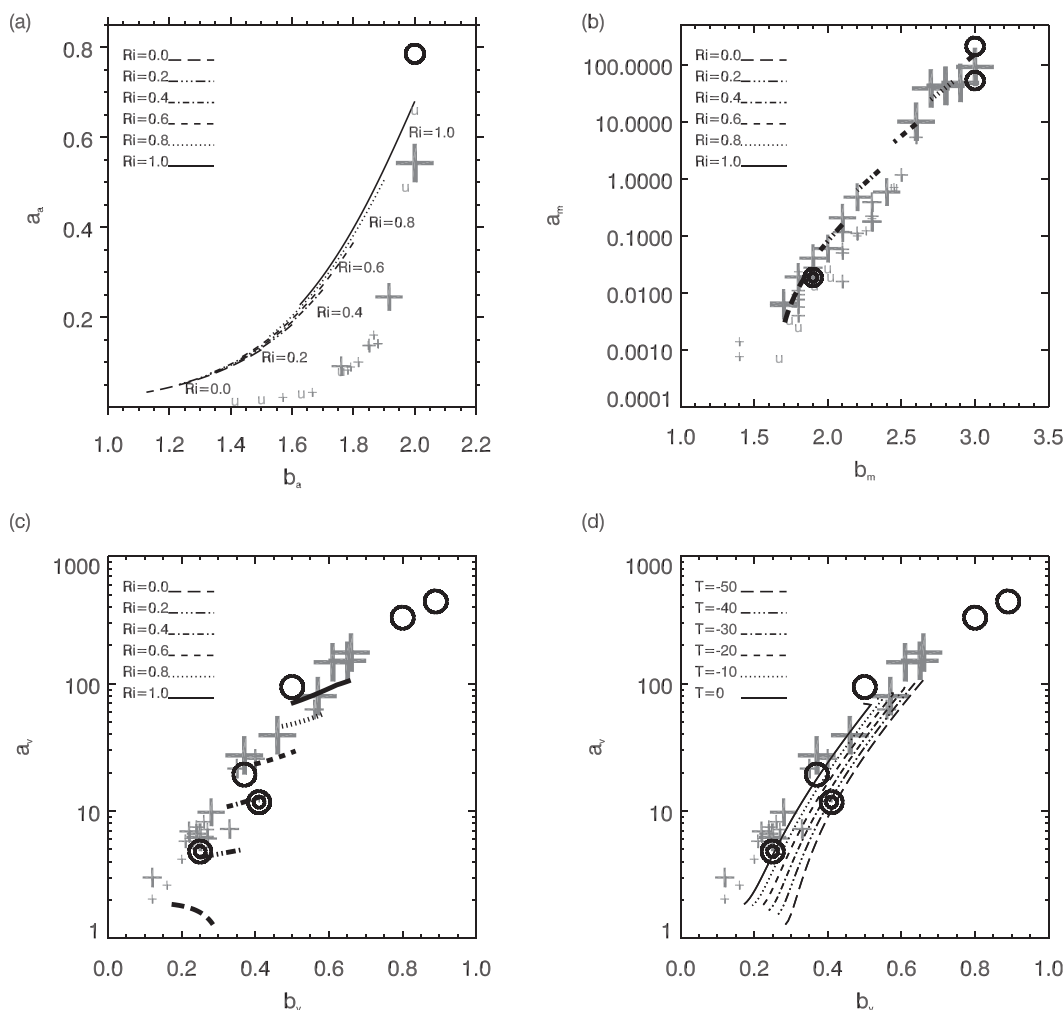 (a)
Ri=0.0
Ri=0.2
Ri=0.4
Ri=0.6
Ri=0.8
Ri=1.0
0.8
0.6
0.4
0.2
a_a
u
Ri=1.0
u
Ri=0.8
Ri=0.6
Ri=0.4
Ri=0.2
Ri=0.0
u u u u
1.0 1.2 1.4 1.6 1.8 2.0 2.2
b_a
(b)
Ri=0.0
Ri=0.2
Ri=0.4
Ri=0.6
Ri=0.8
Ri=1.0
100.0000
10.0000
1.0000
0.1000
0.0100
0.0010
0.0001
a_m
u
u
u
u
u
1.0 1.5 2.0 2.5 3.0 3.5
b_m
(c)
Ri=0.0
Ri=0.2
Ri=0.4
Ri=0.6
Ri=0.8
Ri=1.0
1000
100
10
1
a_v
0.0 0.2 0.4 0.6 0.8 1.0
b_v
(d)
T=-50
T=-40
T=-30
T=-20
T=-10
T=0
1000
100
10
1
a_v
0.0 0.2 0.4 0.6 0.8 1.0
b_v